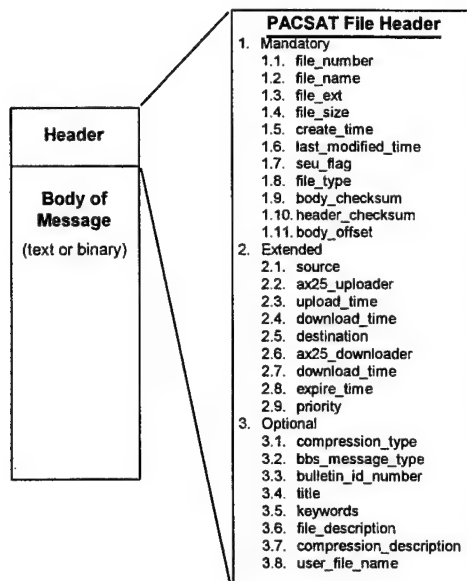 PACSAT File Header
1. Mandatory
1.1. file_number
1.2. file_name
1.3. file_ext
1.4. file_size
1.5. create_time
1.6. last_modified_time
1.7. seu_flag
1.8. file_type
1.9. body_checksum
1.10. header_checksum
1.11. body_offset
2. Extended
2.1. source
2.2. ax25_uploader
2.3. upload_time
2.4. download_time
2.5. destination
2.6. ax25_downloader
2.7. download_time
2.8. expire_time
2.9. priority
3. Optional
3.1. compression_type
3.2. bbs_message_type
3.3. bulletin_id_number
3.4. title
3.5. keywords
3.6. file_description
3.7. compression_description
3.8. user_file_name
Header
Body of
Message
(text or binary)